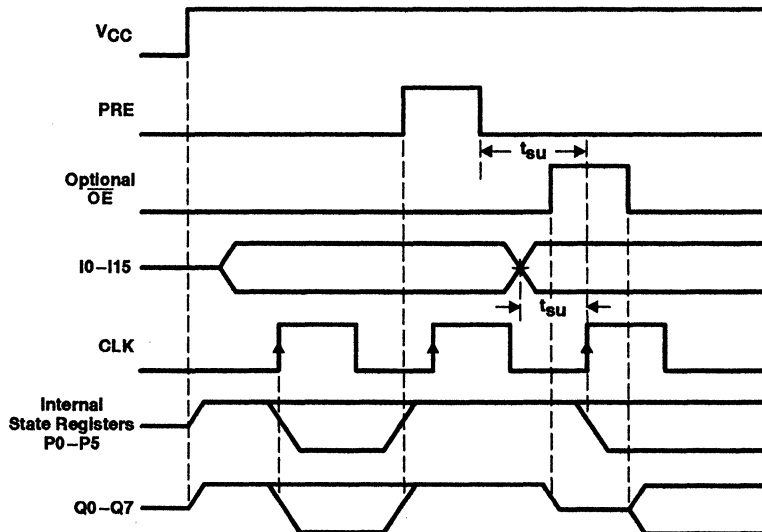 VCC
PRE
tsu
Optional
OE
I0–I15
tsu
CLK
Internal
State Registers
P0–P5
Q0–Q7